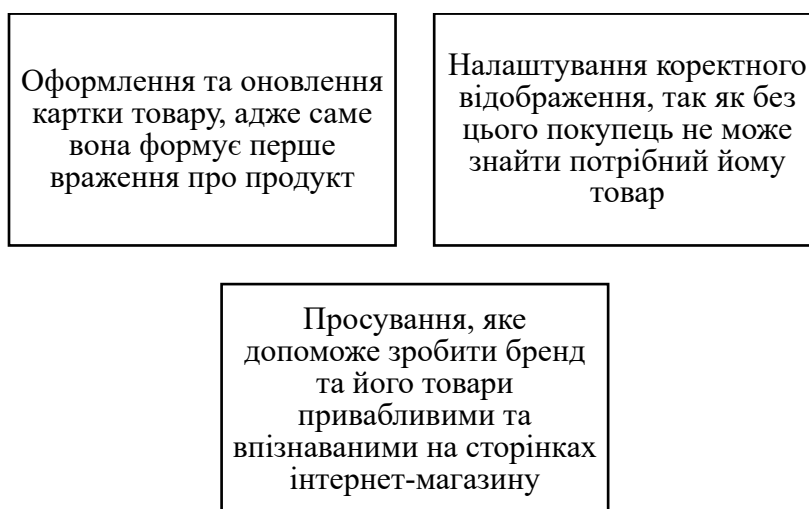 Оформлення та оновлення
картки товару, адже саме
вона формує перше
враження про продукт
Налаштування коректного
відображення, так як без
цього покупець не може
знайти потрібний йому
товар
Просування, яке
допоможе зробити бренд
та його товари
привабливими та
впізнаваними на сторінках
інтернет-магазину